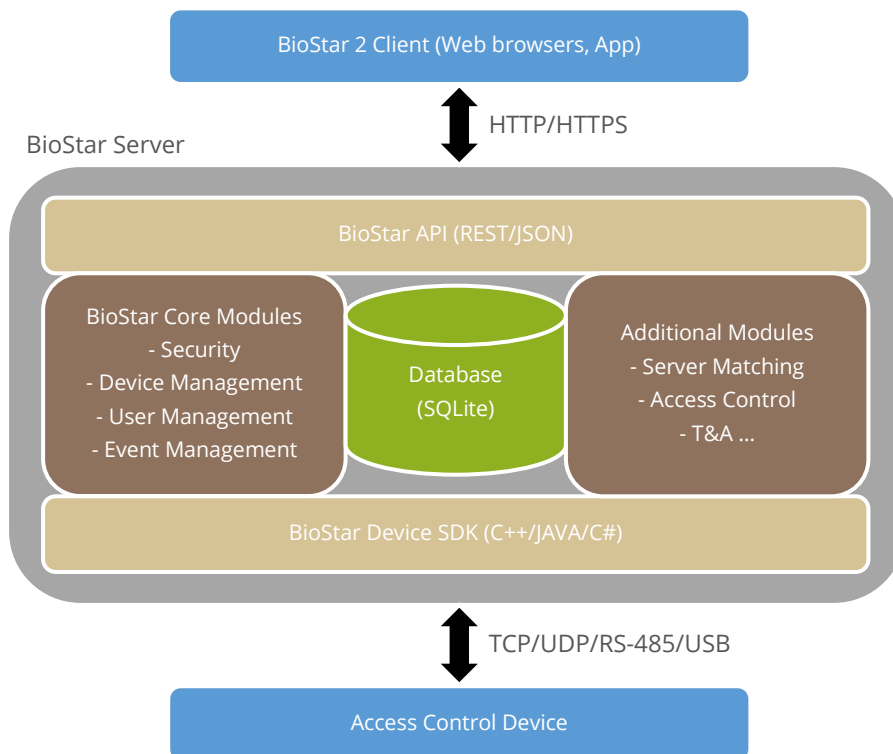 BioStar 2 Client (Web browsers, App)
HTTP/HTTPS
BioStar Server
BioStar API (REST/JSON)
BioStar Core Modules
- Security
- Device Management
- User Management
- Event Management
Database
(SQLite)
Additional Modules
- Server Matching
- Access Control
- T&A ...
BioStar Device SDK (C++/JAVA/C#)
TCP/UDP/RS-485/USB
Access Control Device